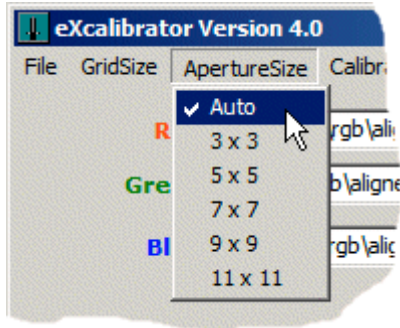 eXcalibrator Version 4.0
File GridSize ApertureSize Calibr
Auto
R rgb\ali
3 x 3
5 x 5
Gre b\aligne
7 x 7
9 x 9
Bl rgb\alig
11 x 11